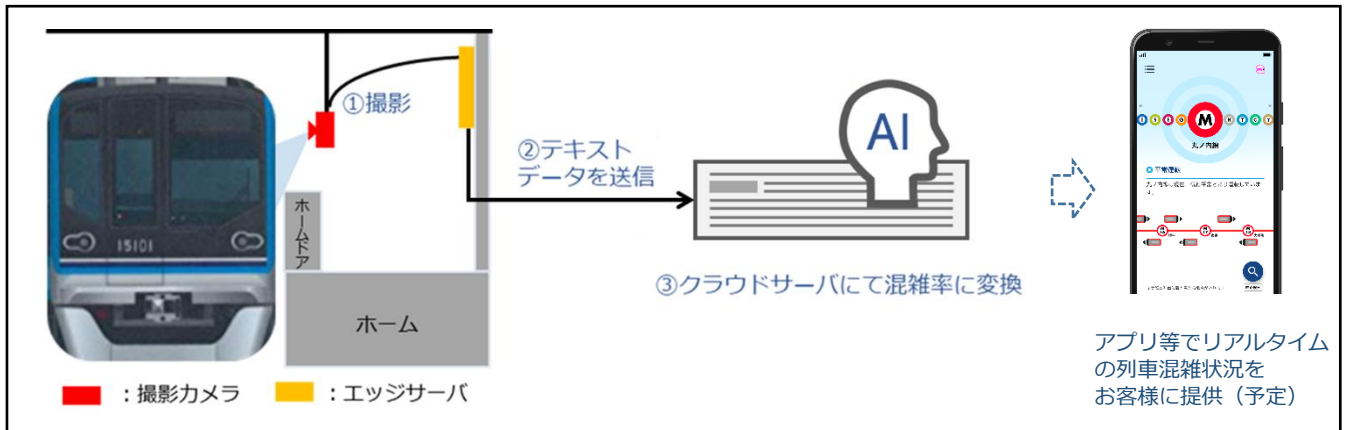 ①撮影
②テキスト
データを送信
AI
③クラウドサーバにて混雑率に変換
ホームドア
15101
ホーム
：撮影カメラ
：エッジサーバ
M
丸ノ内線
平常運転
アプリ等でリアルタイム
の列車混雑状況を
お客様に提供（予定）